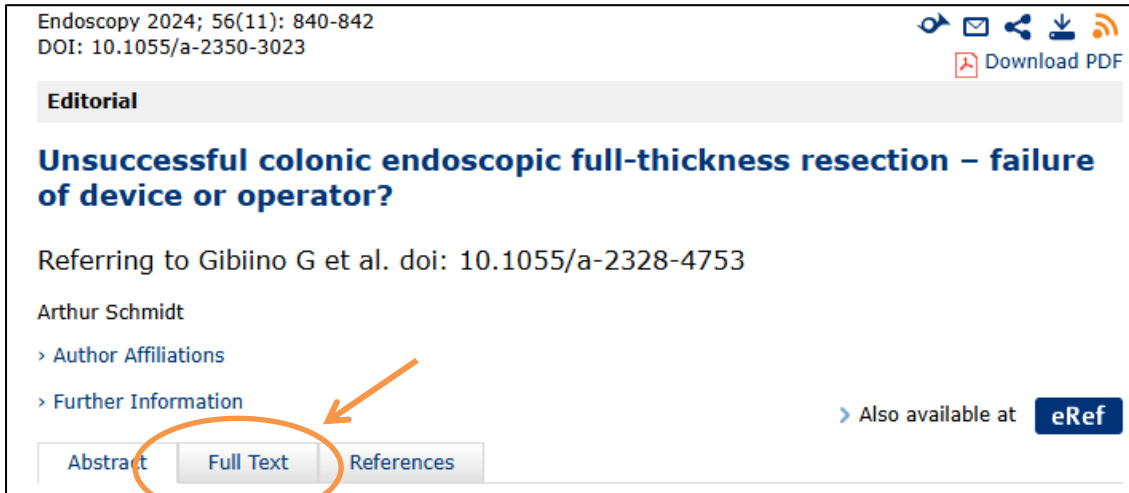 Endoscopy 2024; 56(11): 840-842
DOI: 10.1055/a-2350-3023
Download PDF
Editorial
Unsuccessful colonic endoscopic full-thickness resection – failure
of device or operator?
Referring to Gibiino G et al. doi: 10.1055/a-2328-4753
Arthur Schmidt
› Author Affiliations
› Further Information
› Also available at eRef
Abstract Full Text References